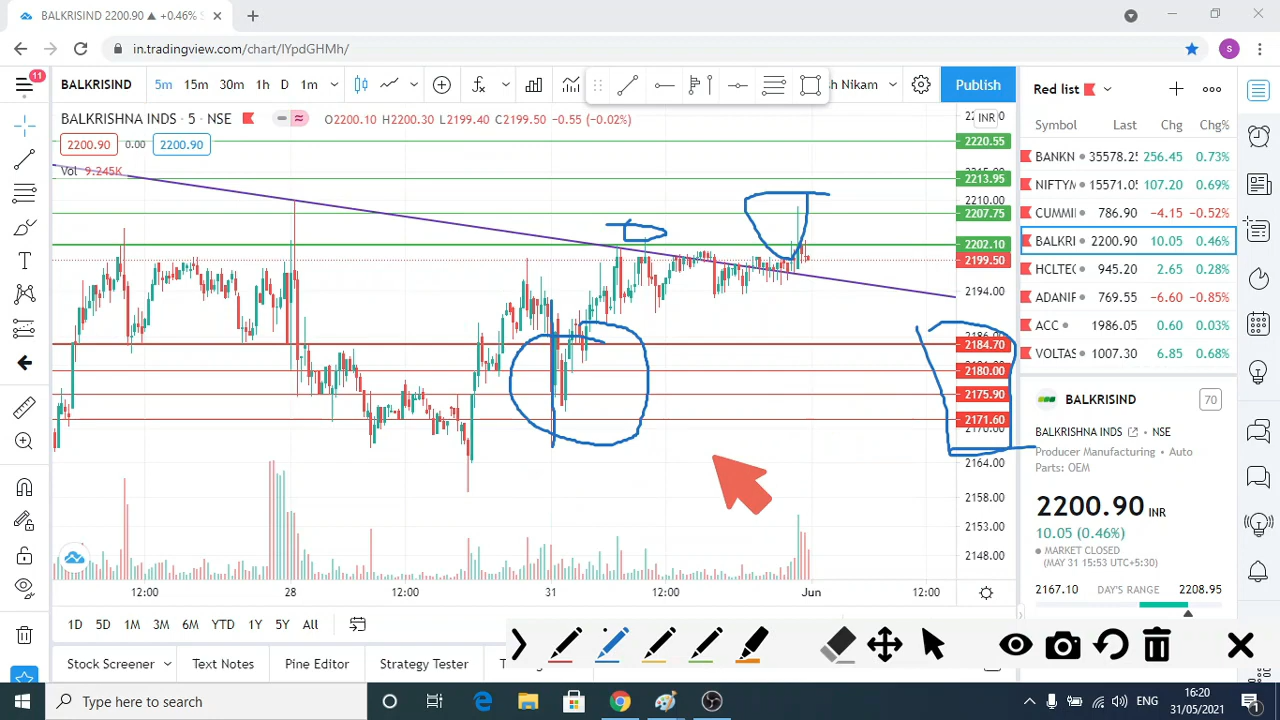 BALKRISIND 2200.90 ▲ +0.46%
in.tradingview.com/chart/IYpdGHMh/
S
11
BALKRISIND 5m 15m 30m 1h D 1m
sh Nikam
Publish
Red list
BALKRISHNA INDS · 5 · NSE
O2200.10 H2200.30 L2199.40 C2199.50 -0.55 (-0.02%)
INR
Symbol Last Chg Chg%
2200.90 0.00 2200.90
Vol 9.245K
2220.55
2213.95
2210.00
2207.75
2202.10
2199.50
2194.00
2184.70
2180.00
2175.90
2171.60
2170.00
2164.00
2158.00
2153.00
2148.00
BANKN 35578.25 256.45 0.73%
NIFTYM 15571.05 107.20 0.69%
CUMMI 786.90 -4.15 -0.52%
BALKRI 2200.90 10.05 0.46%
HCLTEC 945.20 2.65 0.28%
ADANIF 769.55 -6.60 -0.85%
ACC 1986.05 0.60 0.03%
VOLTAS 1007.30 6.85 0.68%
BALKRISIND
70
BALKRISHNA INDS · NSE
Producer Manufacturing • Auto
Parts: OEM
2200.90 INR
10.05 (0.46%)
MARKET CLOSED
(MAY 31 15:53 UTC+5:30)
2167.10 DAY'S RANGE 2208.95
12:00 28 12:00 31 12:00 Jun 12:00
1D 5D 1M 3M 6M YTD 1Y 5Y All
Stock Screener Text Notes Pine Editor Strategy Tester
Type here to search
ENG
16:20
31/05/2021
1